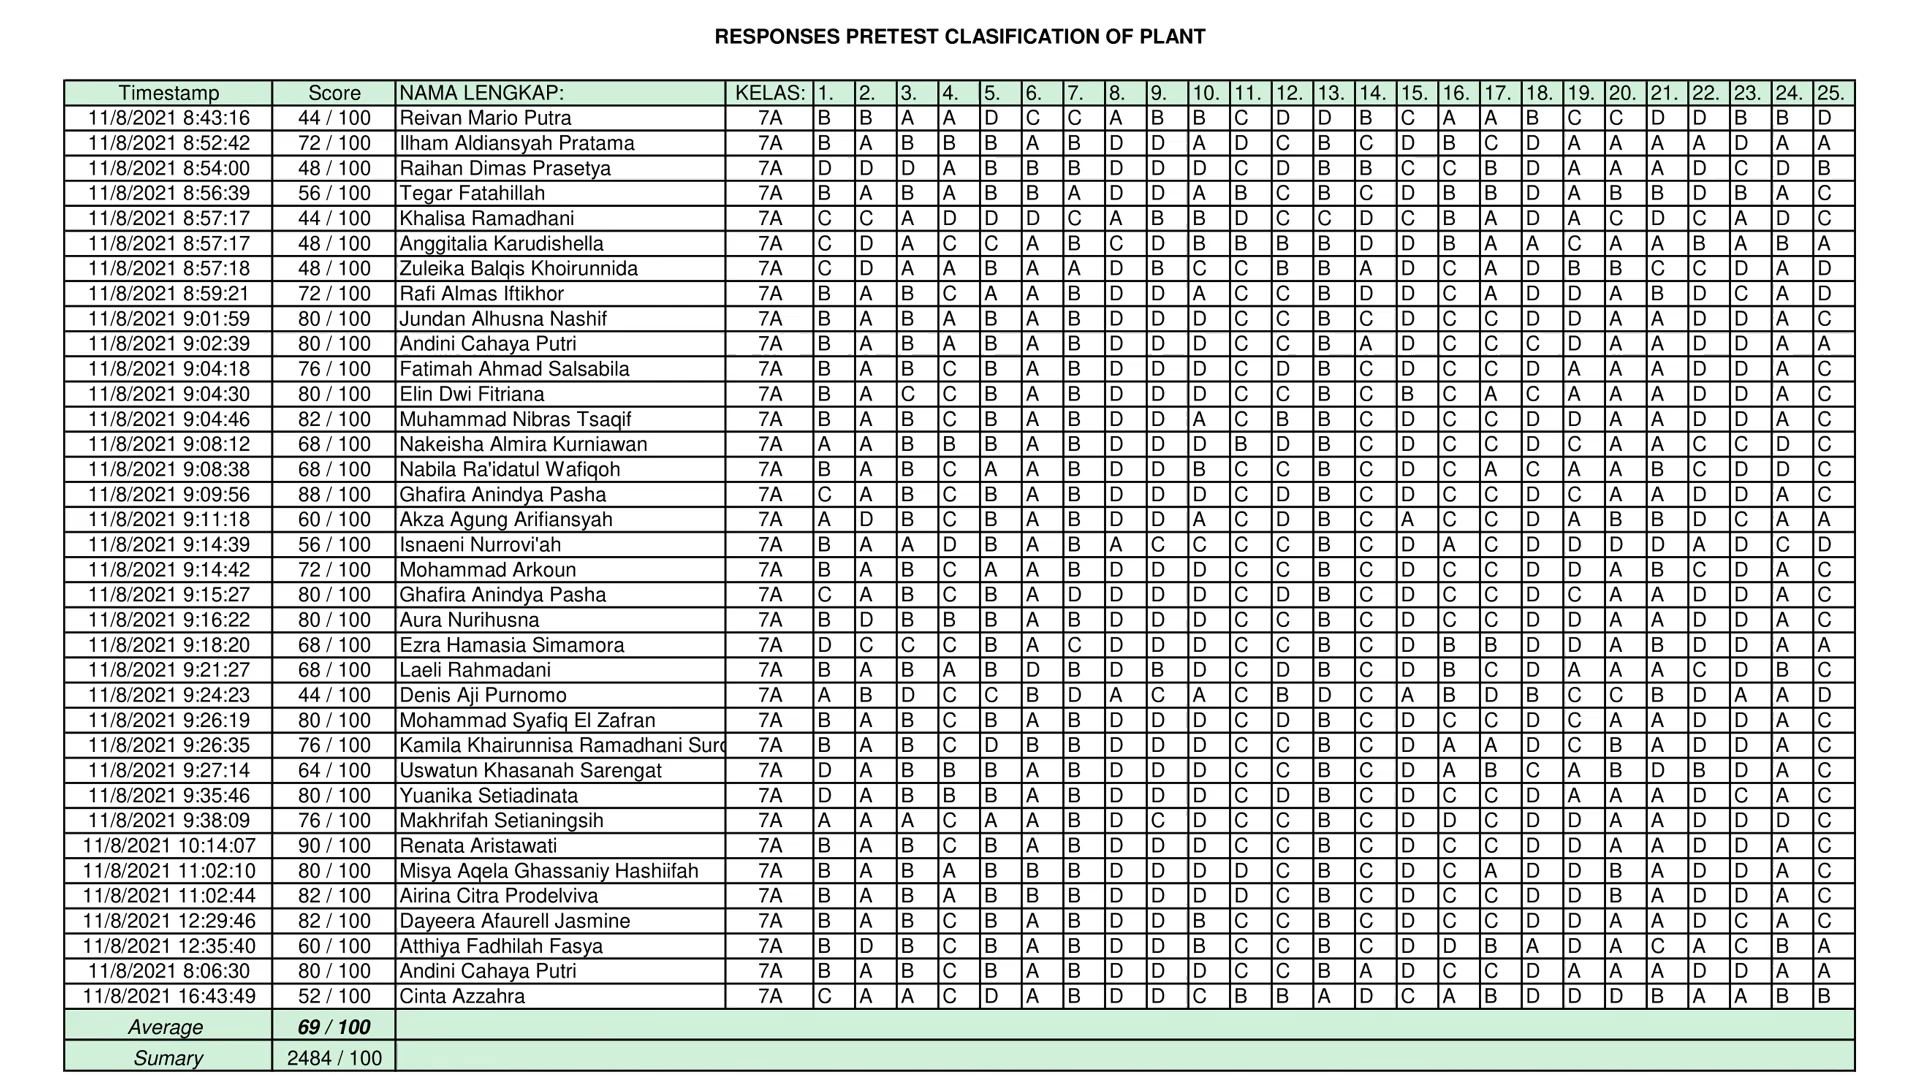 RESPONSES PRETEST CLASIFICATION OF PLANT
Timestamp Score NAMA LENGKAP: KELAS: 1. 2. 3. 4. 5. 6. 7. 8. 9. 10. 11. 12. 13. 14. 15. 16. 17. 18. 19. 20. 21. 22. 23. 24. 25.
11/8/2021 8:43:16 44 / 100 Reivan Mario Putra 7A B B A A D C C A B B C D D B C A A B C C D D B B D
11/8/2021 8:52:42 72 / 100 Ilham Aldiansyah Pratama 7A B A B B B A B D D A D C B C D B C D A A A A D A A
11/8/2021 8:54:00 48 / 100 Raihan Dimas Prasetya 7A D D D A B B B D D D C D B B C C B D A A A D C D B
11/8/2021 8:56:39 56 / 100 Tegar Fatahillah 7A B A B A B B A D D A B C B C D B B D A B B D B A C
11/8/2021 8:57:17 44 / 100 Khalisa Ramadhani 7A C C A D D D C A B B D C C D C B A D A C D C A D C
11/8/2021 8:57:17 48 / 100 Anggitalia Karudishella 7A C D A C C A B C D B B B B D D B A A C A A B A B A
11/8/2021 8:57:18 48 / 100 Zuleika Balqis Khoirunnida 7A C D A A B A A D B C C B B A D C A D B B C C D A D
11/8/2021 8:59:21 72 / 100 Rafi Almas Iftikhor 7A B A B C A A B D D A C C B D D C A D D A B D C A D
11/8/2021 9:01:59 80 / 100 Jundan Alhusna Nashif 7A B A B A B A B D D D C C B C D C C D D A A D D A C
11/8/2021 9:02:39 80 / 100 Andini Cahaya Putri 7A B A B A B A B D D D C C B A D C C C D A A D D A A
11/8/2021 9:04:18 76 / 100 Fatimah Ahmad Salsabila 7A B A B C B A B D D D C D B C D C C D A A A D D A C
11/8/2021 9:04:30 80 / 100 Elin Dwi Fitriana 7A B A C C B A B D D D C C B C B C A C A A A D D A C
11/8/2021 9:04:46 82 / 100 Muhammad Nibras Tsaqif 7A B A B C B A B D D A C B B C D C C D D A A D D A C
11/8/2021 9:08:12 68 / 100 Nakeisha Almira Kurniawan 7A A A B B B A B D D D B D B C D C C D C A A C C D C
11/8/2021 9:08:38 68 / 100 Nabila Ra'idatul Wafiqoh 7A B A B C A A B D D B C C B C D C A C A A B C D D C
11/8/2021 9:09:56 88 / 100 Ghafira Anindya Pasha 7A C A B C B A B D D D C D B C D C C D C A A D D A C
11/8/2021 9:11:18 60 / 100 Akza Agung Arifiansyah 7A A D B C B A B D D A C D B C A C C D A B B D C A A
11/8/2021 9:14:39 56 / 100 Isnaeni Nurrovi'ah 7A B A A D B A B A C C C C B C D A C D D D D A D C D
11/8/2021 9:14:42 72 / 100 Mohammad Arkoun 7A B A B C A A B D D D C C B C D C C D D A B C D A C
11/8/2021 9:15:27 80 / 100 Ghafira Anindya Pasha 7A C A B C B A D D D D C D B C D C C D C A A D D A C
11/8/2021 9:16:22 80 / 100 Aura Nurihusna 7A B D B B B A B D D D C C B C D C C D D A A D D A C
11/8/2021 9:18:20 68 / 100 Ezra Hamasia Simamora 7A D C C C B A C D D D C C B C D B B D D A B D D A A
11/8/2021 9:21:27 68 / 100 Laeli Rahmadani 7A B A B A B D B D B D C D B C D B C D A A A C D B C
11/8/2021 9:24:23 44 / 100 Denis Aji Purnomo 7A A B D C C B D A C A C B D C A B D B C C B D A A D
11/8/2021 9:26:19 80 / 100 Mohammad Syafiq El Zafran 7A B A B C B A B D D D C D B C D C C D C A A D D A C
11/8/2021 9:26:35 76 / 100 Kamila Khairunnisa Ramadhani Surc 7A B A B C D B B D D D C C B C D A A D C B A D D A C
11/8/2021 9:27:14 64 / 100 Uswatun Khasanah Sarengat 7A D A B B B A B D D D C C B C D A B C A B D B D A C
11/8/2021 9:35:46 80 / 100 Yuanika Setiadinata 7A D A B B B A B D D D C D B C D C C D A A A D C A C
11/8/2021 9:38:09 76 / 100 Makhrifah Setianingsih 7A A A A C A A B D C D C C B C D D C D D A A D D D C
11/8/2021 10:14:07 90 / 100 Renata Aristawati 7A B A B C B A B D D D C C B C D C C D D A A D D A C
11/8/2021 11:02:10 80 / 100 Misya Aqela Ghassaniy Hashiifah 7A B A B A B B B D D D D C B C D C A D D B A D D A C
11/8/2021 11:02:44 82 / 100 Airina Citra Prodelviva 7A B A B A B B B D D D D C B C D C C D D B A D D A C
11/8/2021 12:29:46 82 / 100 Dayeera Afaurell Jasmine 7A B A B C B A B D D B C C B C D C C D D A A D C A C
11/8/2021 12:35:40 60 / 100 Atthiya Fadhilah Fasya 7A B D B C B A B D D B C C B C D D B A D A C A C B A
11/8/2021 8:06:30 80 / 100 Andini Cahaya Putri 7A B A B C B A B D D D C C B A D C C D A A A D D A A
11/8/2021 16:43:49 52 / 100 Cinta Azzahra 7A C A A C D A B D D C B B A D C A B D D D B A A B B
Average 69 / 100
Sumary 2484 / 100